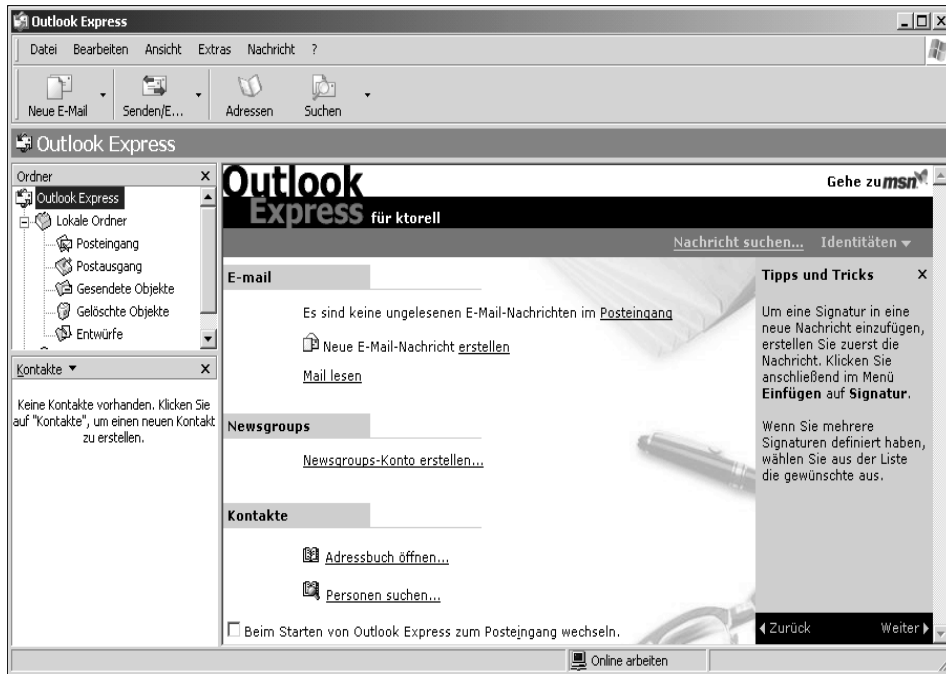 Outlook Express
Datei Bearbeiten Ansicht Extras Nachricht ?
Neue E-Mail Senden/E... Adressen Suchen
Outlook Express
Ordner
Outlook Express
Lokale Ordner
Posteingang
Postausgang
Gesendete Objekte
Gelöschte Objekte
Entwürfe
Kontakte
Keine Kontakte vorhanden. Klicken Sie
auf "Kontakte", um einen neuen Kontakt
zu erstellen.
Outlook
Express für ktorell
Gehe zu msn
Nachricht suchen... Identitäten
E-mail
Es sind keine ungelesenen E-Mail-Nachrichten im Posteingang
Neue E-Mail-Nachricht erstellen
Mail lesen
Newsgroups
Newsgroups-Konto erstellen...
Kontakte
Adressbuch öffnen...
Personen suchen...
Beim Starten von Outlook Express zum Posteingang wechseln.
Tipps und Tricks
Um eine Signatur in eine
neue Nachricht einzufügen,
erstellen Sie zuerst die
Nachricht. Klicken Sie
anschließend im Menü
Einfügen auf Signatur.
Wenn Sie mehrere
Signaturen definiert haben,
wählen Sie aus der Liste
die gewünschte aus.
Zurück Weiter
Online arbeiten